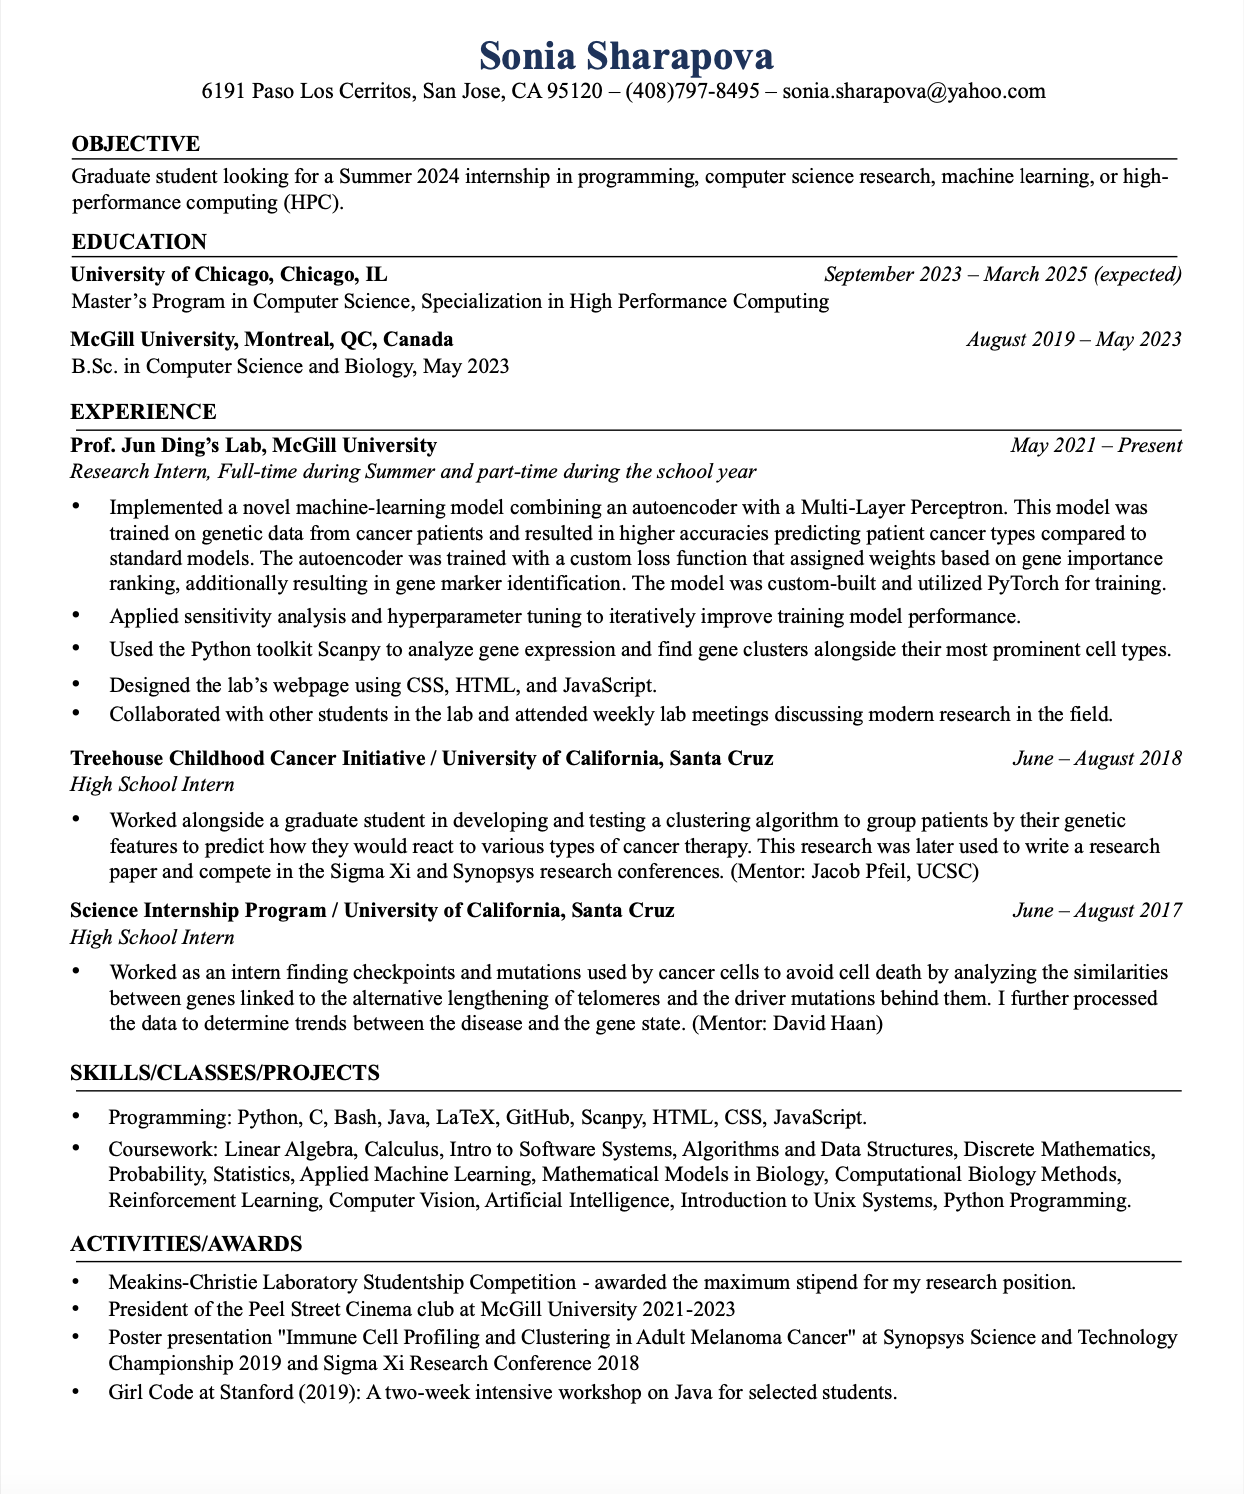 Sonia Sharapova
6191 Paso Los Cerritos, San Jose, CA 95120 – (408)797-8495 – sonia.sharapova@yahoo.com
OBJECTIVE
Graduate student looking for a Summer 2024 internship in programming, computer science research, machine learning, or high-
performance computing (HPC).
EDUCATION
University of Chicago, Chicago, IL September 2023 – March 2025 (expected)
Master’s Program in Computer Science, Specialization in High Performance Computing
McGill University, Montreal, QC, Canada August 2019 – May 2023
B.Sc. in Computer Science and Biology, May 2023
EXPERIENCE
Prof. Jun Ding’s Lab, McGill University May 2021 – Present
Research Intern, Full-time during Summer and part-time during the school year
• Implemented a novel machine-learning model combining an autoencoder with a Multi-Layer Perceptron. This model was
trained on genetic data from cancer patients and resulted in higher accuracies predicting patient cancer types compared to
standard models. The autoencoder was trained with a custom loss function that assigned weights based on gene importance
ranking, additionally resulting in gene marker identification. The model was custom-built and utilized PyTorch for training.
• Applied sensitivity analysis and hyperparameter tuning to iteratively improve training model performance.
• Used the Python toolkit Scanpy to analyze gene expression and find gene clusters alongside their most prominent cell types.
• Designed the lab’s webpage using CSS, HTML, and JavaScript.
• Collaborated with other students in the lab and attended weekly lab meetings discussing modern research in the field.
Treehouse Childhood Cancer Initiative / University of California, Santa Cruz June – August 2018
High School Intern
• Worked alongside a graduate student in developing and testing a clustering algorithm to group patients by their genetic
features to predict how they would react to various types of cancer therapy. This research was later used to write a research
paper and compete in the Sigma Xi and Synopsys research conferences. (Mentor: Jacob Pfeil, UCSC)
Science Internship Program / University of California, Santa Cruz June – August 2017
High School Intern
• Worked as an intern finding checkpoints and mutations used by cancer cells to avoid cell death by analyzing the similarities
between genes linked to the alternative lengthening of telomeres and the driver mutations behind them. I further processed
the data to determine trends between the disease and the gene state. (Mentor: David Haan)
SKILLS/CLASSES/PROJECTS
• Programming: Python, C, Bash, Java, LaTeX, GitHub, Scanpy, HTML, CSS, JavaScript.
• Coursework: Linear Algebra, Calculus, Intro to Software Systems, Algorithms and Data Structures, Discrete Mathematics,
Probability, Statistics, Applied Machine Learning, Mathematical Models in Biology, Computational Biology Methods,
Reinforcement Learning, Computer Vision, Artificial Intelligence, Introduction to Unix Systems, Python Programming.
ACTIVITIES/AWARDS
• Meakins-Christie Laboratory Studentship Competition - awarded the maximum stipend for my research position.
• President of the Peel Street Cinema club at McGill University 2021-2023
• Poster presentation "Immune Cell Profiling and Clustering in Adult Melanoma Cancer" at Synopsys Science and Technology
Championship 2019 and Sigma Xi Research Conference 2018
• Girl Code at Stanford (2019): A two-week intensive workshop on Java for selected students.